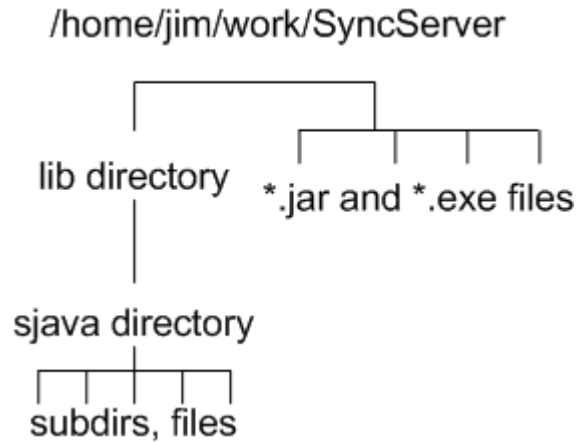 /home/jim/work/SyncServer
lib directory
*.jar and *.exe files
sjava directory
subdirs, files